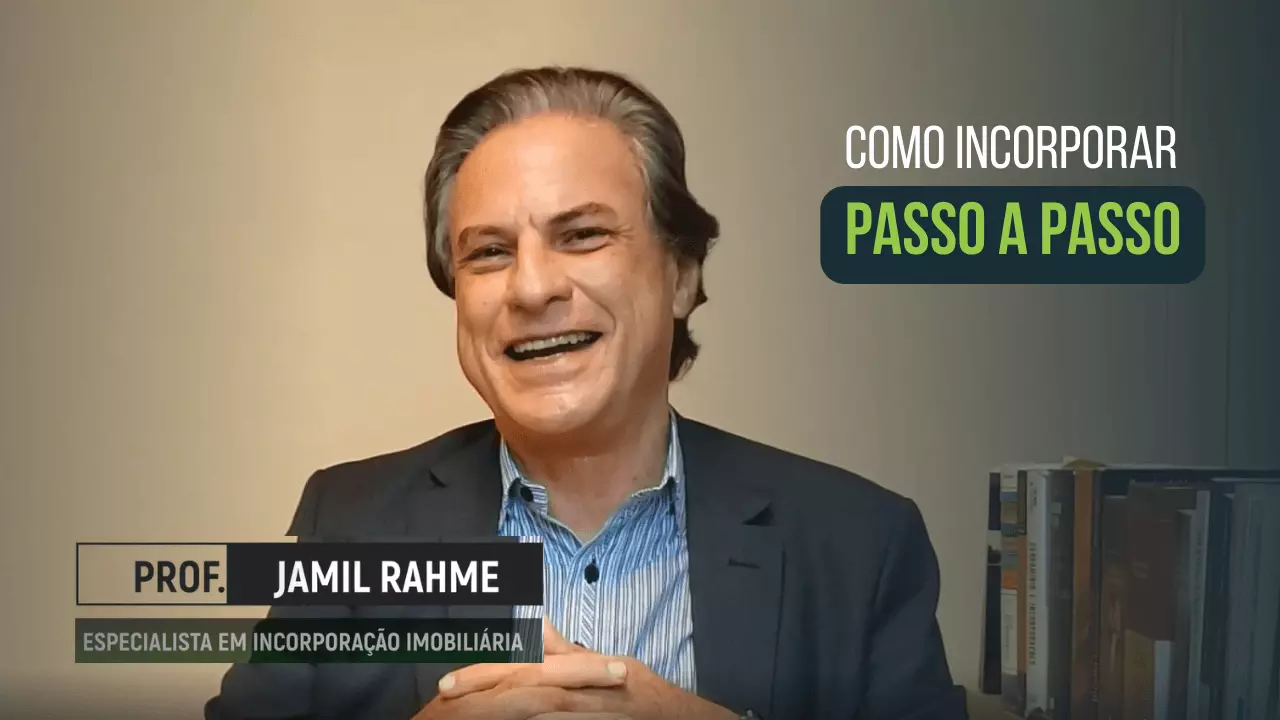 COMO INCORPORAR
PASSO A PASSO
PROF. JAMIL RAHME
ESPECIALISTA EM INCORPORAÇÃO IMOBILIÁRIA